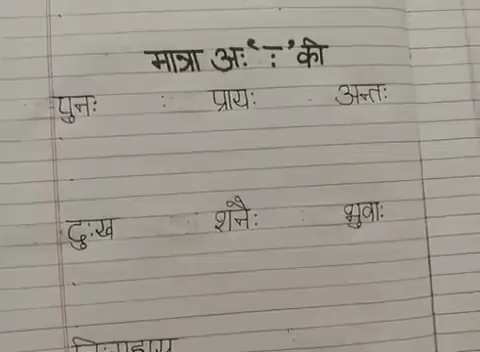 मात्रा अः ‘ः’ की
पुनः : प्रायः : अन्तः
दुःख शनैः भुवाः